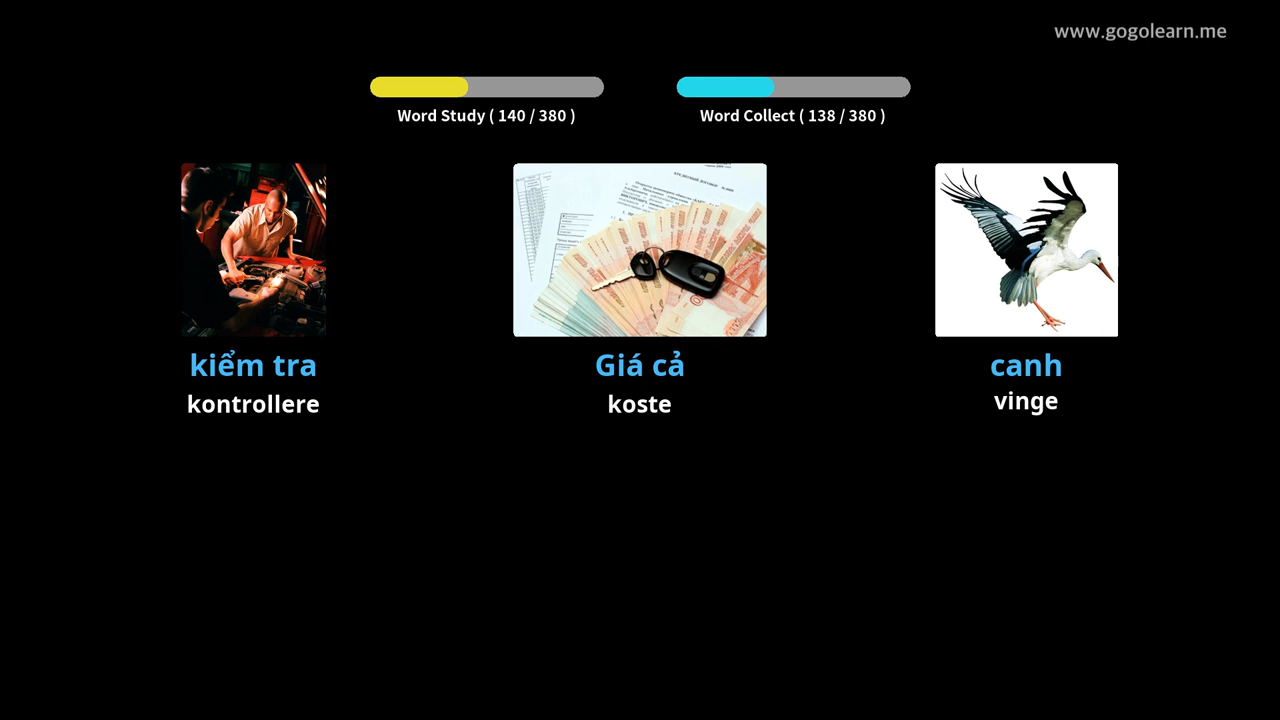 www.gogolearn.me
Word Study ( 140 / 380 )
Word Collect ( 138 / 380 )
kiểm tra
Giá cả
canh
kontrollere
koste
vinge